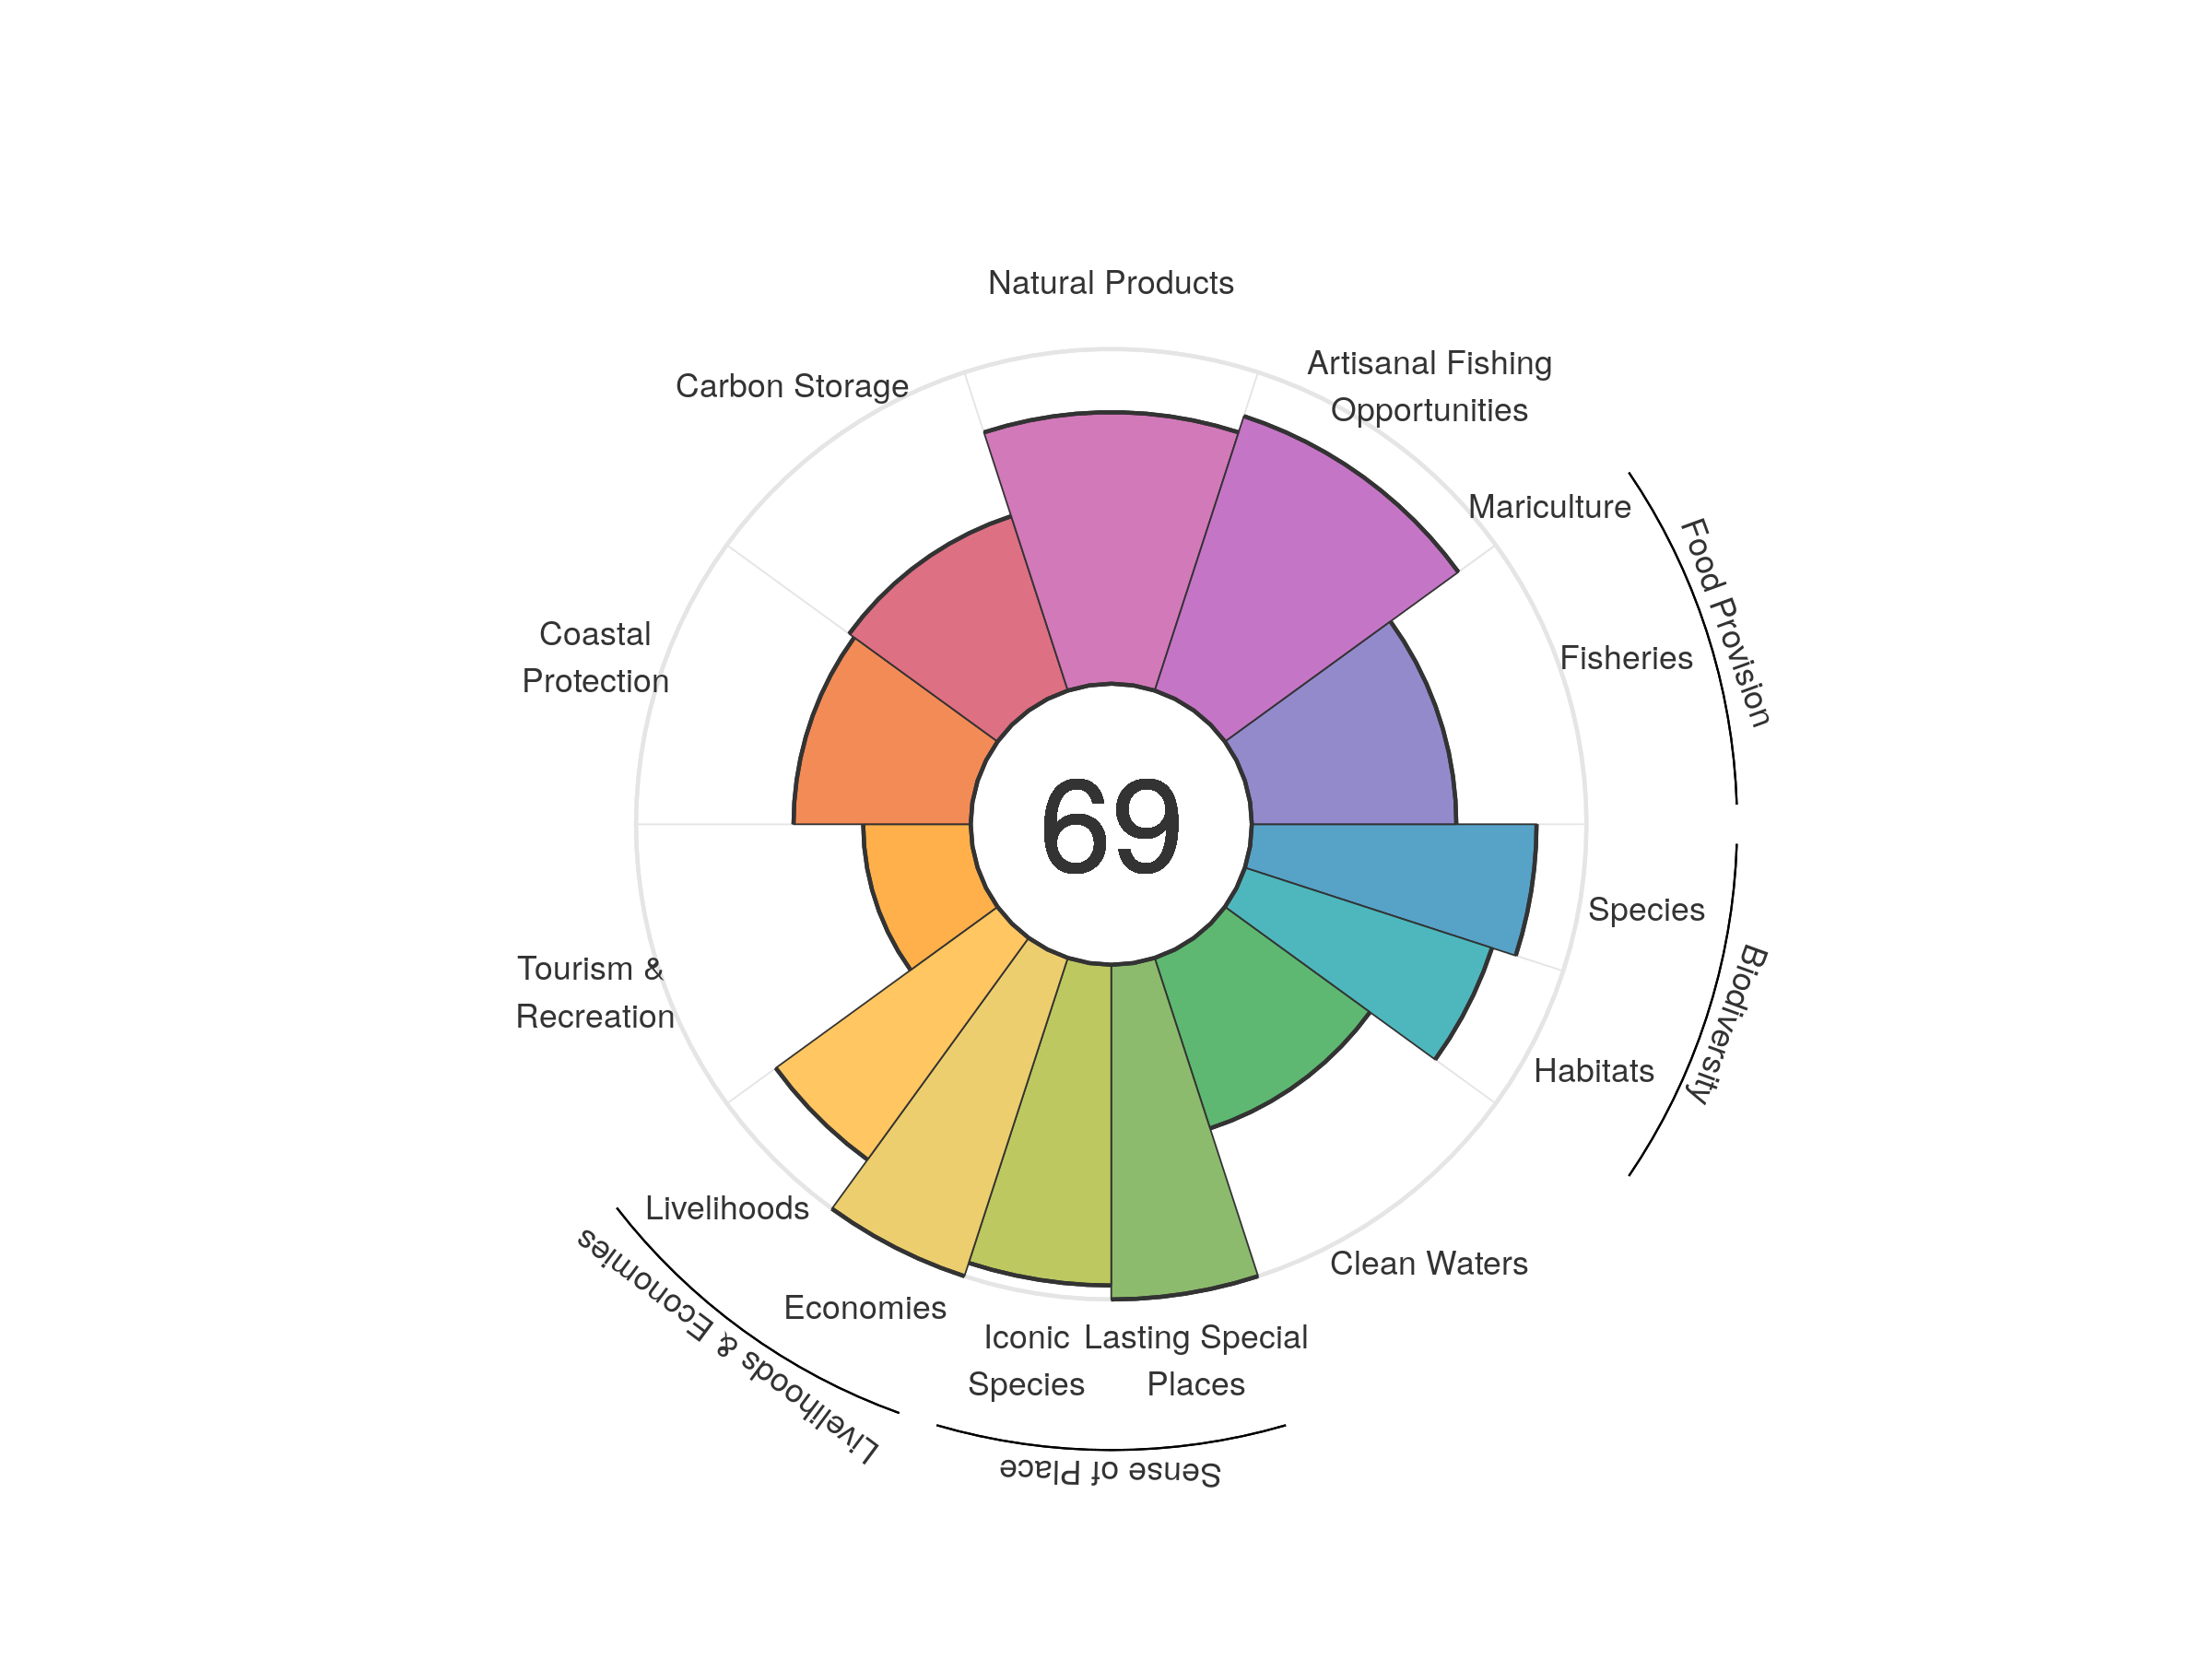 Natural Products
Artisanal Fishing
Opportunities
Carbon Storage
Mariculture
Food Provision
Fisheries
Coastal
Protection
69
Species
Biodiversity
Tourism &
Recreation
Habitats
Livelihoods
Clean Waters
Livelihoods & Economies
Economies
Iconic
Species
Lasting Special
Places
Sense of Place